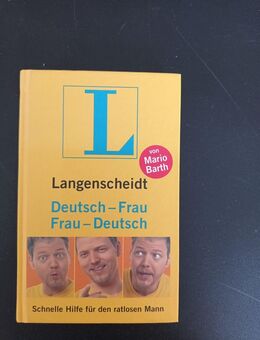 L
von
Mario
Barth
Langenscheidt
Deutsch – Frau
Frau – Deutsch
Schnelle Hilfe für den ratlosen Mann